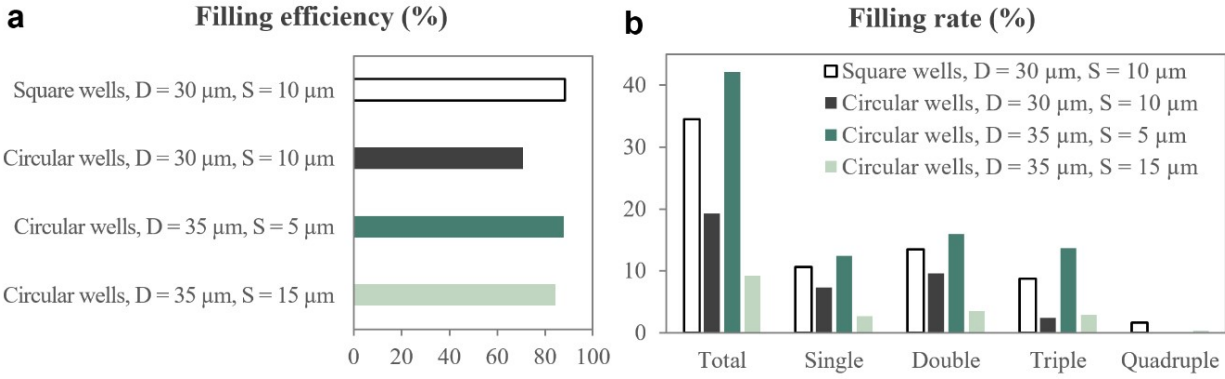 a
Filling efficiency (%)
Square wells, D = 30 µm, S = 10 µm
Circular wells, D = 30 µm, S = 10 µm
Circular wells, D = 35 µm, S = 5 µm
Circular wells, D = 35 µm, S = 15 µm
0 20 40 60 80 100
b
Filling rate (%)
40
30
20
10
0
Square wells, D = 30 µm, S = 10 µm
Circular wells, D = 30 µm, S = 10 µm
Circular wells, D = 35 µm, S = 5 µm
Circular wells, D = 35 µm, S = 15 µm
Total Single Double Triple Quadruple